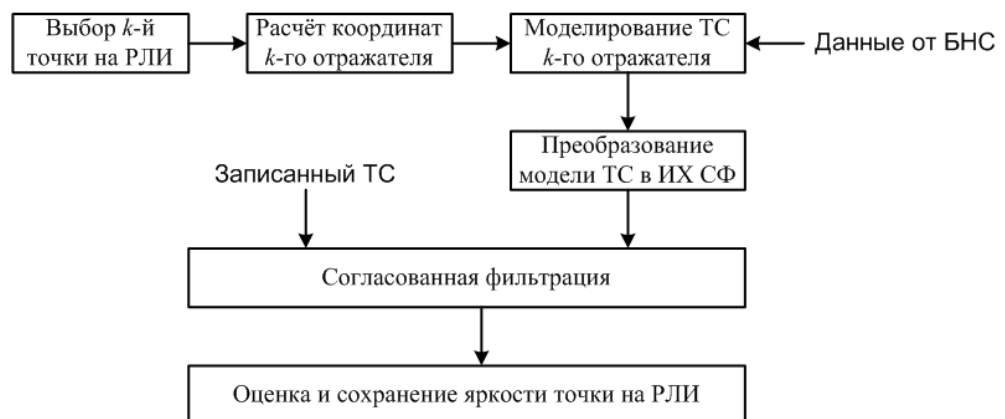 Выбор k-й
точки на РЛИ
Расчёт координат
k-го отражателя
Моделирование ТС
k-го отражателя
Данные от БНС
Преобразование
модели ТС в ИХ СФ
Записанный ТС
Согласованная фильтрация
Оценка и сохранение яркости точки на РЛИ